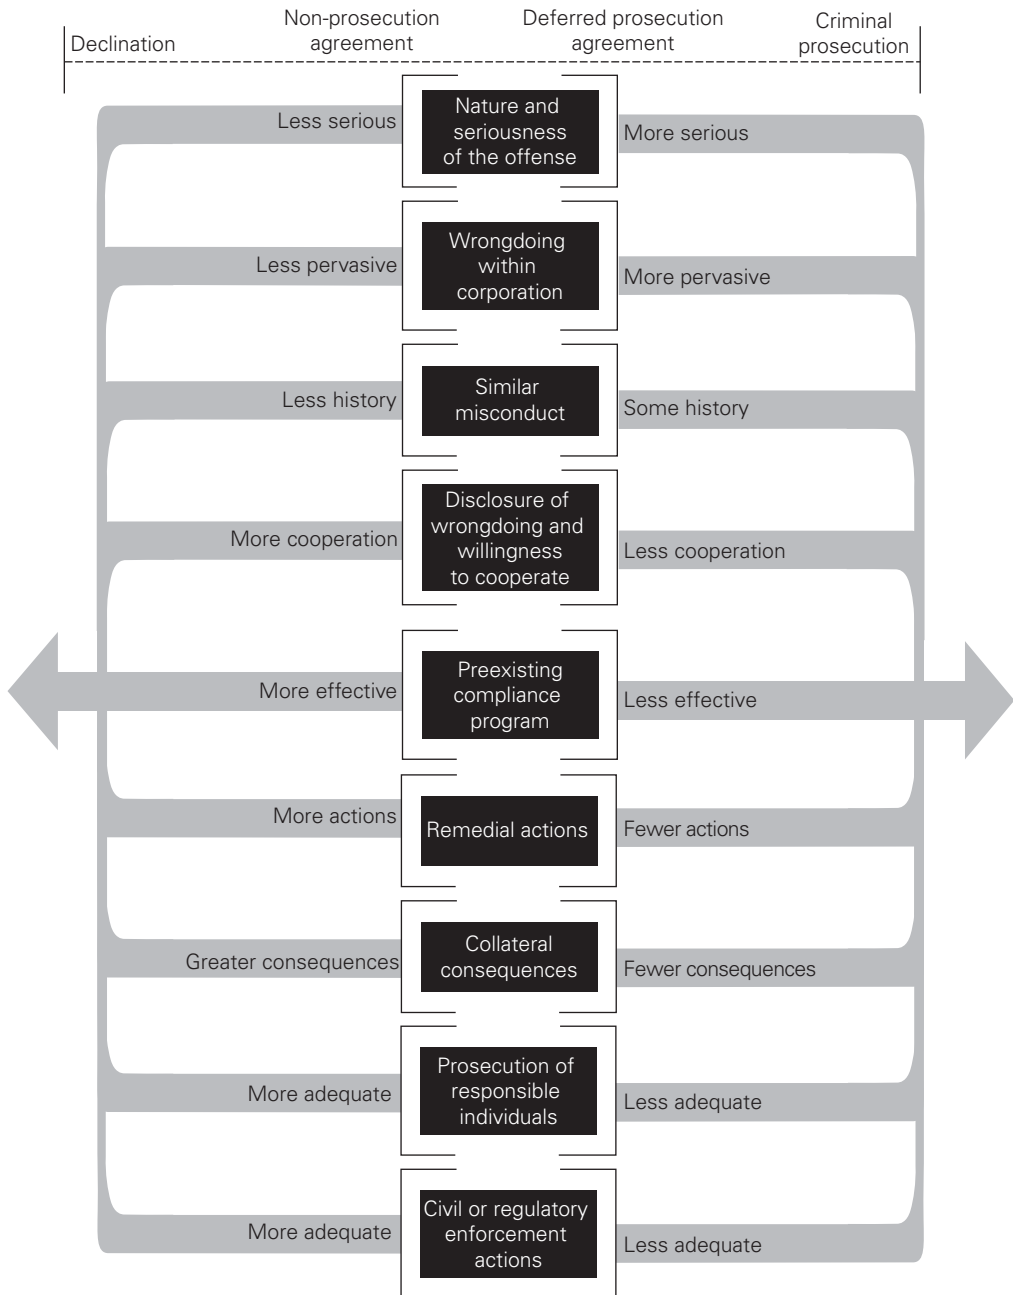 Declination
Non-prosecution
agreement
Deferred prosecution
agreement
Criminal
prosecution
Less serious
Nature and
seriousness
of the offense
More serious
Less pervasive
Wrongdoing
within
corporation
More pervasive
Less history
Similar
misconduct
Some history
More cooperation
Disclosure of
wrongdoing and
willingness
to cooperate
Less cooperation
More effective
Preexisting
compliance
program
Less effective
More actions
Remedial actions
Fewer actions
Greater consequences
Collateral
consequences
Fewer consequences
More adequate
Prosecution of
responsible
individuals
Less adequate
More adequate
Civil or regulatory
enforcement
actions
Less adequate